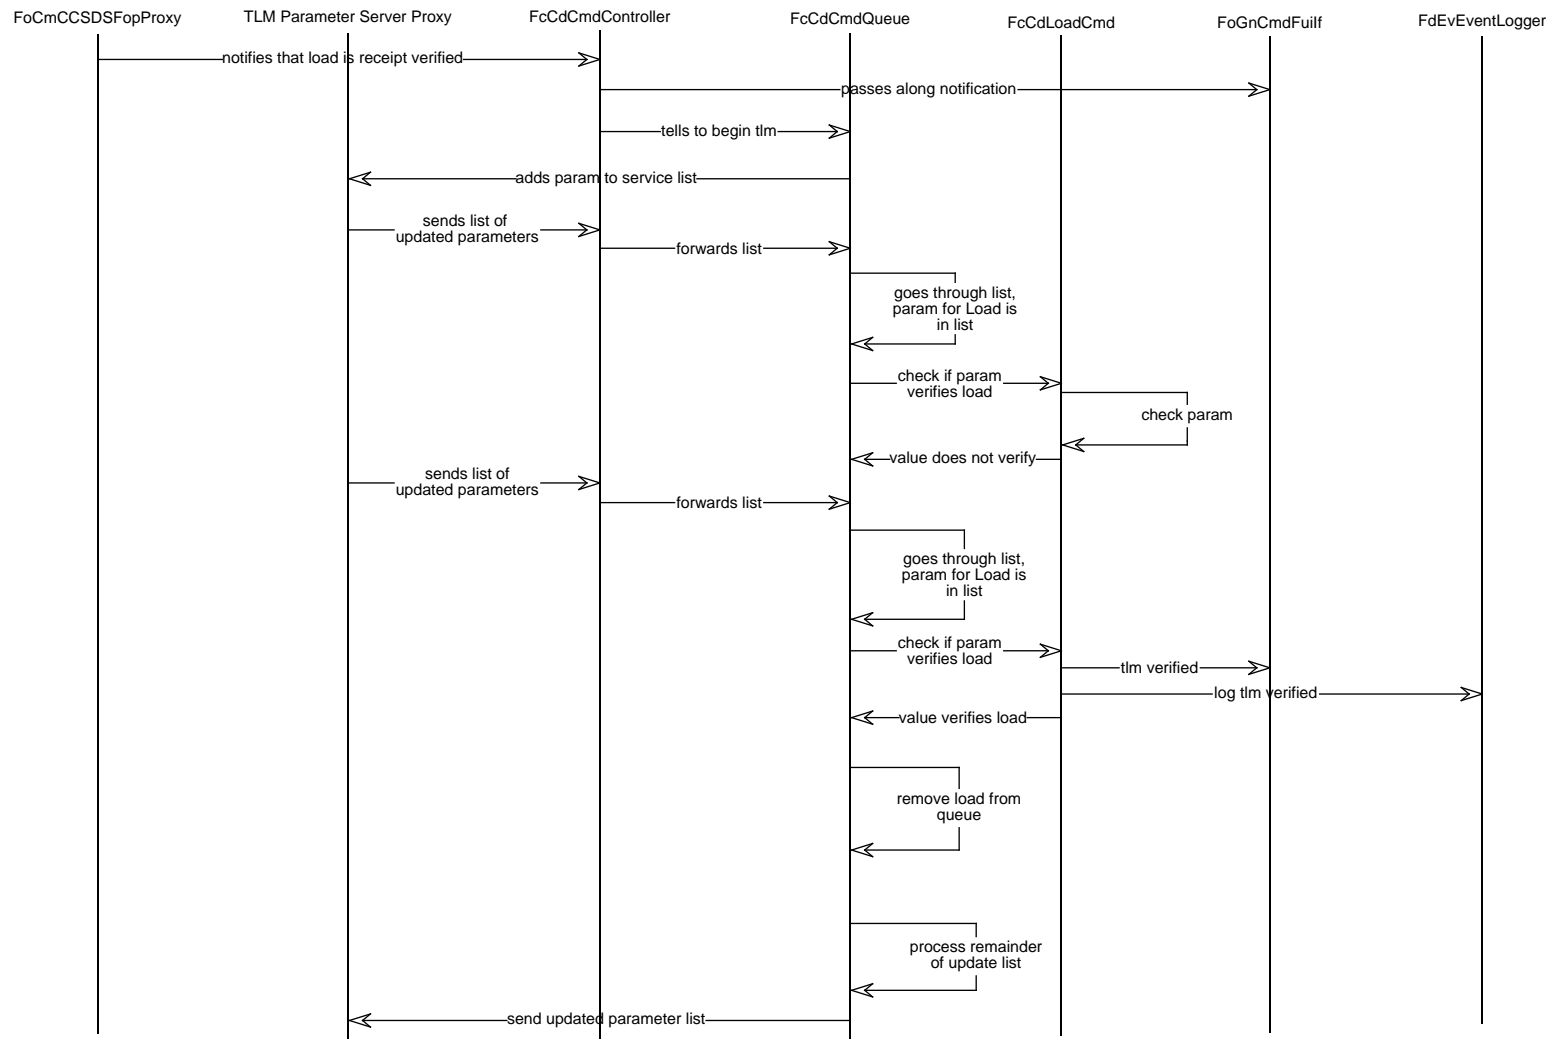 FoCmCCSDSFopProxy
TLM Parameter Server Proxy
FcCdCmdController
FcCdCmdQueue
FcCdLoadCmd
FoGnCmdFuiIf
FdEvEventLogger
notifies that load is receipt verified
passes along notification
tells to begin tlm
adds param to service list
sends list of
updated parameters
forwards list
goes through list,
param for Load is
in list
check if param
verifies load
check param
value does not verify
sends list of
updated parameters
forwards list
goes through list,
param for Load is
in list
check if param
verifies load
tlm verified
log tlm verified
value verifies load
remove load from
queue
process remainder
of update list
send updated parameter list